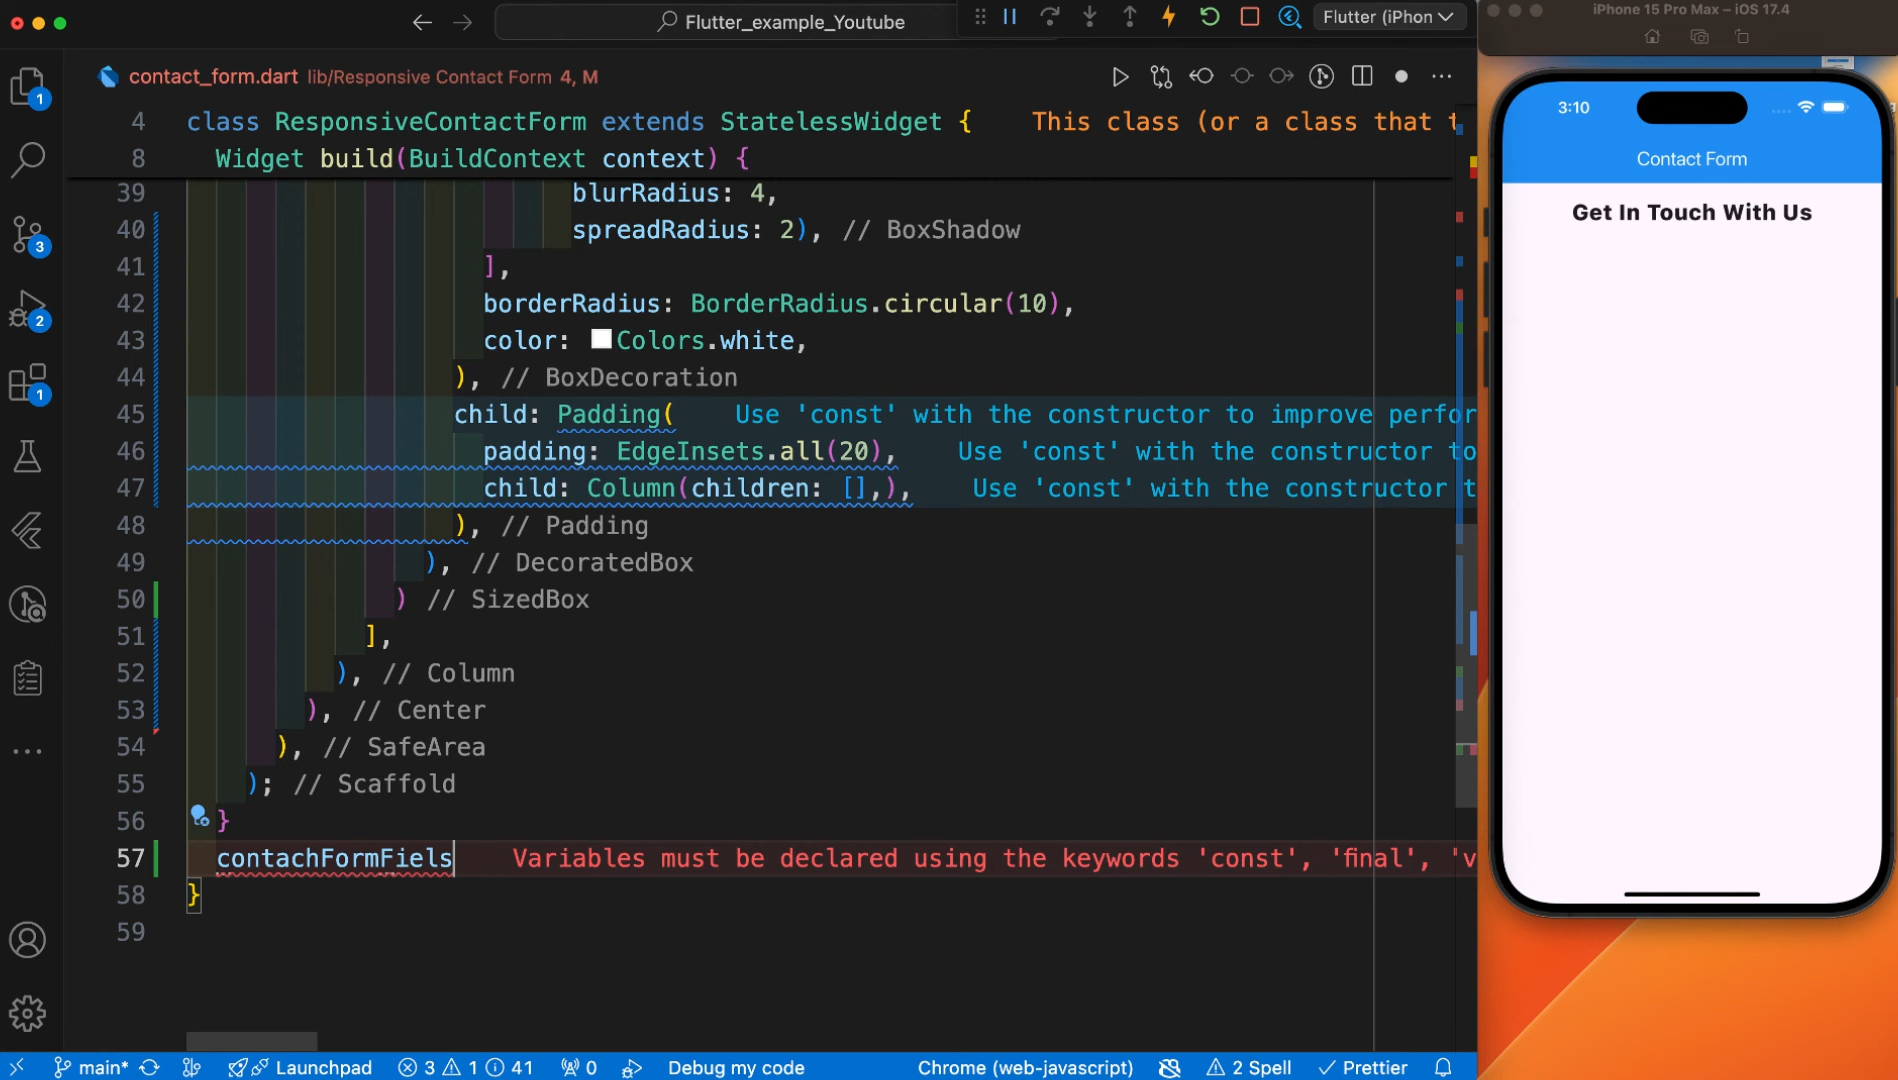 Flutter_example_Youtube
Flutter (iPhon
iPhone 15 Pro Max – iOS 17.4
contact_form.dart lib/Responsive Contact Form 4, M
4 class ResponsiveContactForm extends StatelessWidget { This class (or a class that t
8 Widget build(BuildContext context) {
39 blurRadius: 4,
40 spreadRadius: 2), // BoxShadow
41 ],
42 borderRadius: BorderRadius.circular(10),
43 color: Colors.white,
44 ), // BoxDecoration
45 child: Padding( Use 'const' with the constructor to improve perfor
46 padding: EdgeInsets.all(20), Use 'const' with the constructor to
47 child: Column(children: [],), Use 'const' with the constructor t
48 ), // Padding
49 ), // DecoratedBox
50 ) // SizedBox
51 ],
52 ), // Column
53 ), // Center
54 ), // SafeArea
55 ); // Scaffold
56 }
57 contachFormFiels Variables must be declared using the keywords 'const', 'final', 'v
58 }
59
1
3
2
1
3:10
Contact Form
Get In Touch With Us
main* Launchpad 3 1 41 0 Debug my code Chrome (web-javascript) 2 Spell Prettier